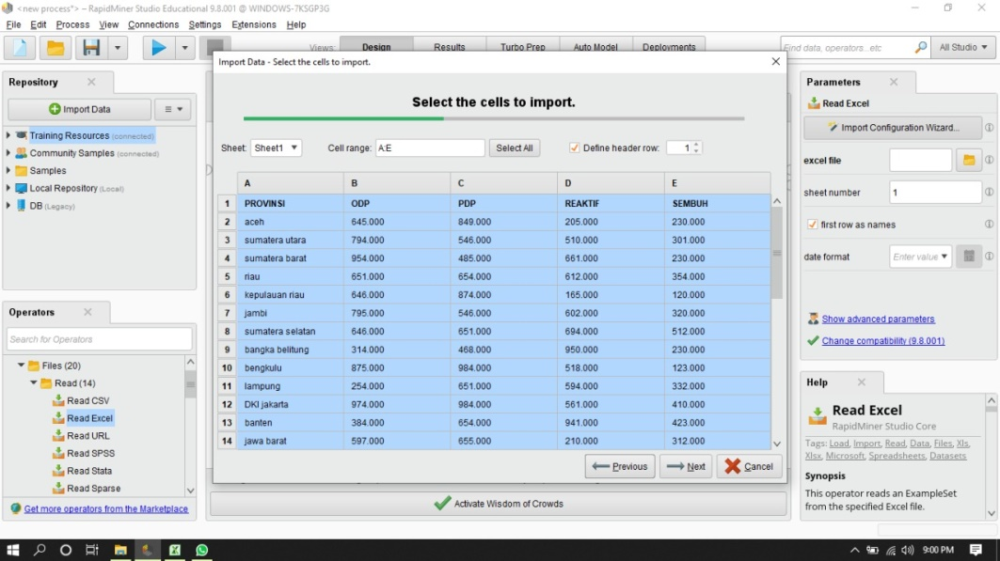 <new process*> – RapidMiner Studio Educational 9.8.001 @ WINDOWS-7KSGP3G
File Edit Process View Connections Settings Extensions Help
Views: Design Results Turbo Prep Auto Model Deployments
Find data, operators...etc
All Studio
Repository
Import Data
Training Resources (connected)
Community Samples (connected)
Samples
Local Repository (Local)
DB (Legacy)
Operators
Search for Operators
Files (20)
Read (14)
Read CSV
Read Excel
Read URL
Read SPSS
Read Stata
Read Sparse
Get more operators from the Marketplace
Import Data - Select the cells to import.
Select the cells to import.
Sheet: Sheet1 Cell range: A:E Select All Define header row: 1
A B C D E
1 PROVINSI ODP PDP REAKTIF SEMBUH
2 aceh 645.000 849.000 205.000 230.000
3 sumatera utara 794.000 546.000 510.000 301.000
4 sumatera barat 954.000 485.000 661.000 230.000
5 riau 651.000 654.000 612.000 354.000
6 kepulauan riau 646.000 874.000 165.000 120.000
7 jambi 795.000 546.000 602.000 320.000
8 sumatera selatan 646.000 651.000 694.000 512.000
9 bangka belitung 314.000 468.000 950.000 230.000
10 bengkulu 875.000 984.000 518.000 123.000
11 lampung 254.000 651.000 594.000 332.000
12 DKI jakarta 974.000 984.000 561.000 410.000
13 banten 384.000 654.000 941.000 423.000
14 jawa barat 597.000 655.000 210.000 312.000
Previous Next Cancel
Activate Wisdom of Crowds
Parameters
Read Excel
Import Configuration Wizard...
excel file
sheet number 1
first row as names
date format Enter value
Show advanced parameters
Change compatibility (9.8.001)
Help
Read Excel
RapidMiner Studio Core
Tags: Load, Import, Read, Data, Files, Xls,
Xlsx, Microsoft, Spreadsheets, Datasets
Synopsis
This operator reads an ExampleSet
from the specified Excel file.
9:00 PM